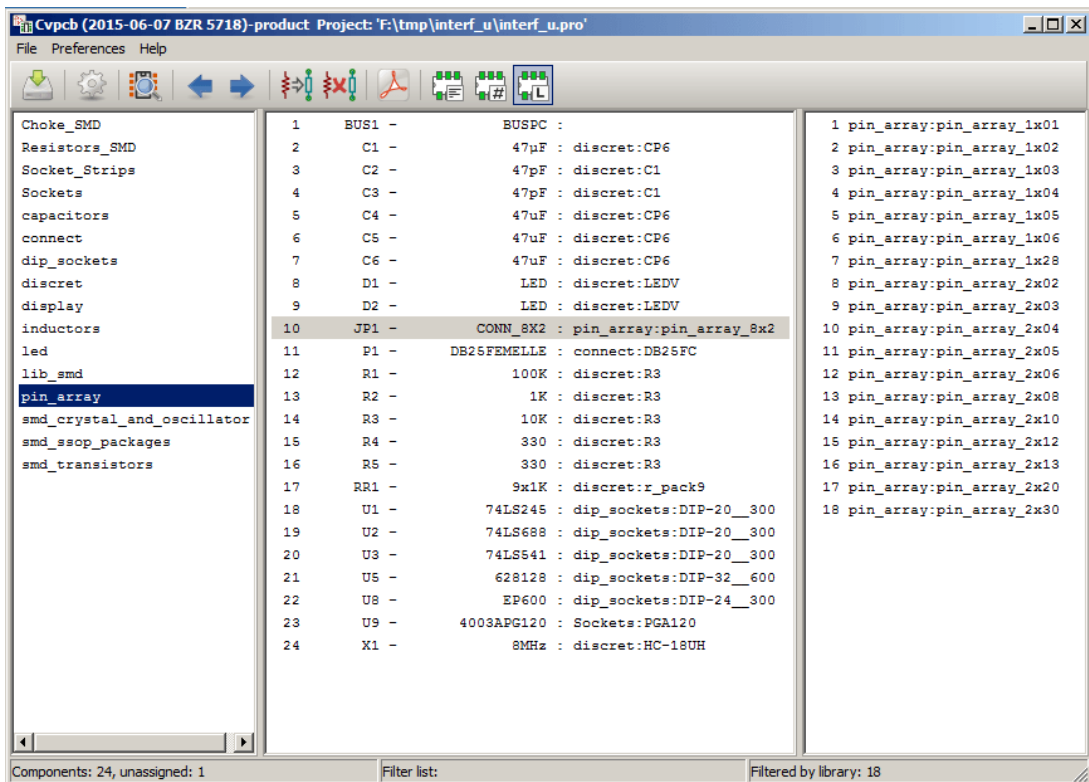 Cvpcb (2015-06-07 BZR 5718)-product Project: 'F:\tmp\interf_u\interf_u.pro'
File Preferences Help
Choke_SMD
Resistors_SMD
Socket_Strips
Sockets
capacitors
connect
dip_sockets
discret
display
inductors
led
lib_smd
pin_array
smd_crystal_and_oscillator
smd_ssop_packages
smd_transistors
1 BUS1 - BUSPC :
2 C1 - 47µF : discret:CP6
3 C2 - 47pF : discret:C1
4 C3 - 47pF : discret:C1
5 C4 - 47uF : discret:CP6
6 C5 - 47uF : discret:CP6
7 C6 - 47uF : discret:CP6
8 D1 - LED : discret:LEDV
9 D2 - LED : discret:LEDV
10 JP1 - CONN_8X2 : pin_array:pin_array_8x2
11 P1 - DB25FEMELLE : connect:DB25FC
12 R1 - 100K : discret:R3
13 R2 - 1K : discret:R3
14 R3 - 10K : discret:R3
15 R4 - 330 : discret:R3
16 R5 - 330 : discret:R3
17 RR1 - 9x1K : discret:r_pack9
18 U1 - 74LS245 : dip_sockets:DIP-20__300
19 U2 - 74LS688 : dip_sockets:DIP-20__300
20 U3 - 74LS541 : dip_sockets:DIP-20__300
21 U5 - 628128 : dip_sockets:DIP-32__600
22 U8 - EP600 : dip_sockets:DIP-24__300
23 U9 - 4003APG120 : Sockets:PGA120
24 X1 - 8MHz : discret:HC-18UH
1 pin_array:pin_array_1x01
2 pin_array:pin_array_1x02
3 pin_array:pin_array_1x03
4 pin_array:pin_array_1x04
5 pin_array:pin_array_1x05
6 pin_array:pin_array_1x06
7 pin_array:pin_array_1x28
8 pin_array:pin_array_2x02
9 pin_array:pin_array_2x03
10 pin_array:pin_array_2x04
11 pin_array:pin_array_2x05
12 pin_array:pin_array_2x06
13 pin_array:pin_array_2x08
14 pin_array:pin_array_2x10
15 pin_array:pin_array_2x12
16 pin_array:pin_array_2x13
17 pin_array:pin_array_2x20
18 pin_array:pin_array_2x30
Components: 24, unassigned: 1
Filter list:
Filtered by library: 18